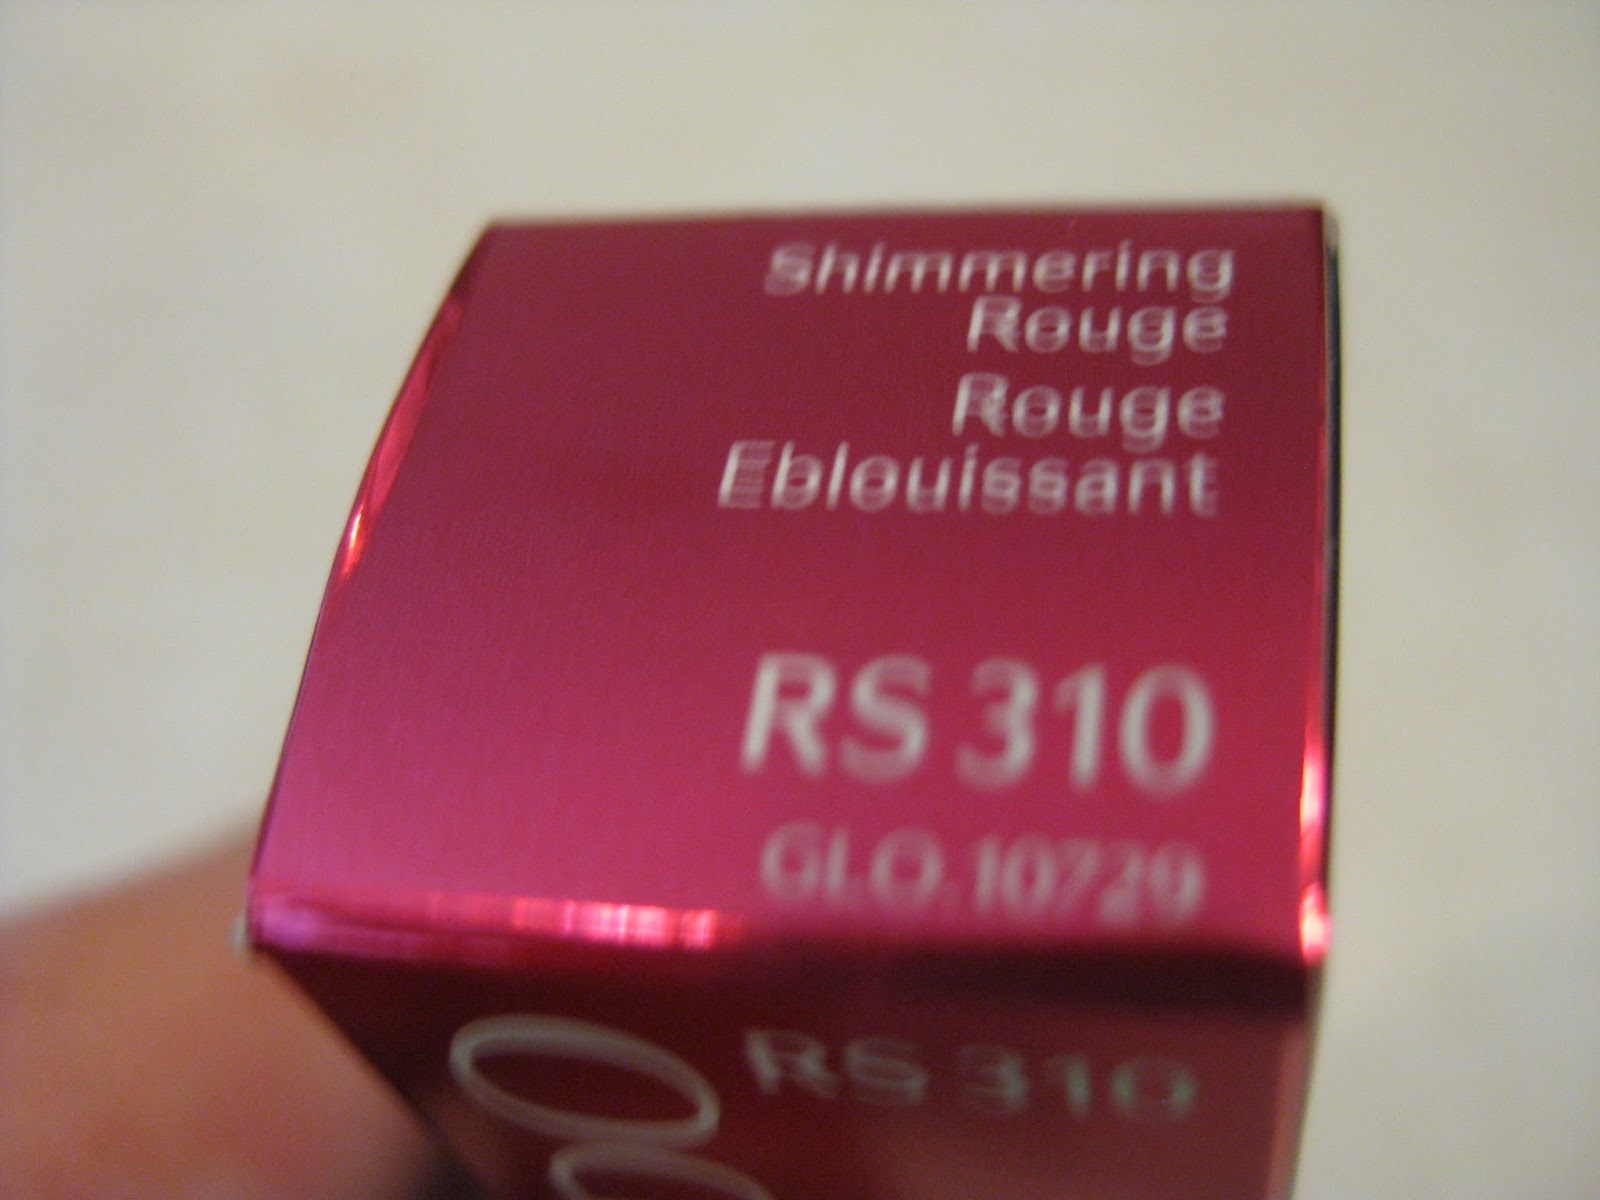 Shimmering
Rouge
Rouge
Eblouissant
RS 310
GLO.10729
RS 310